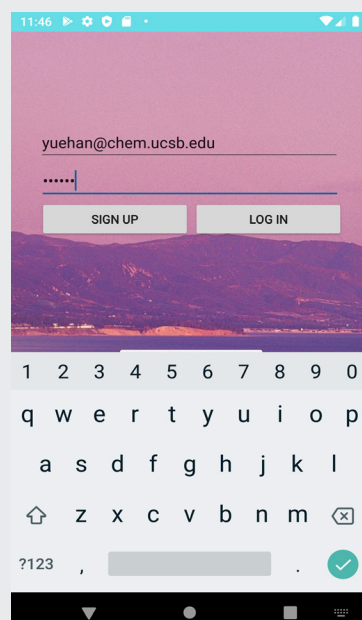 11:46
yuehan@chem.ucsb.edu
••••••
SIGN UP LOG IN
1 2 3 4 5 6 7 8 9 0
q w e r t y u i o p
a s d f g h j k l
z x c v b n m
?123 , .